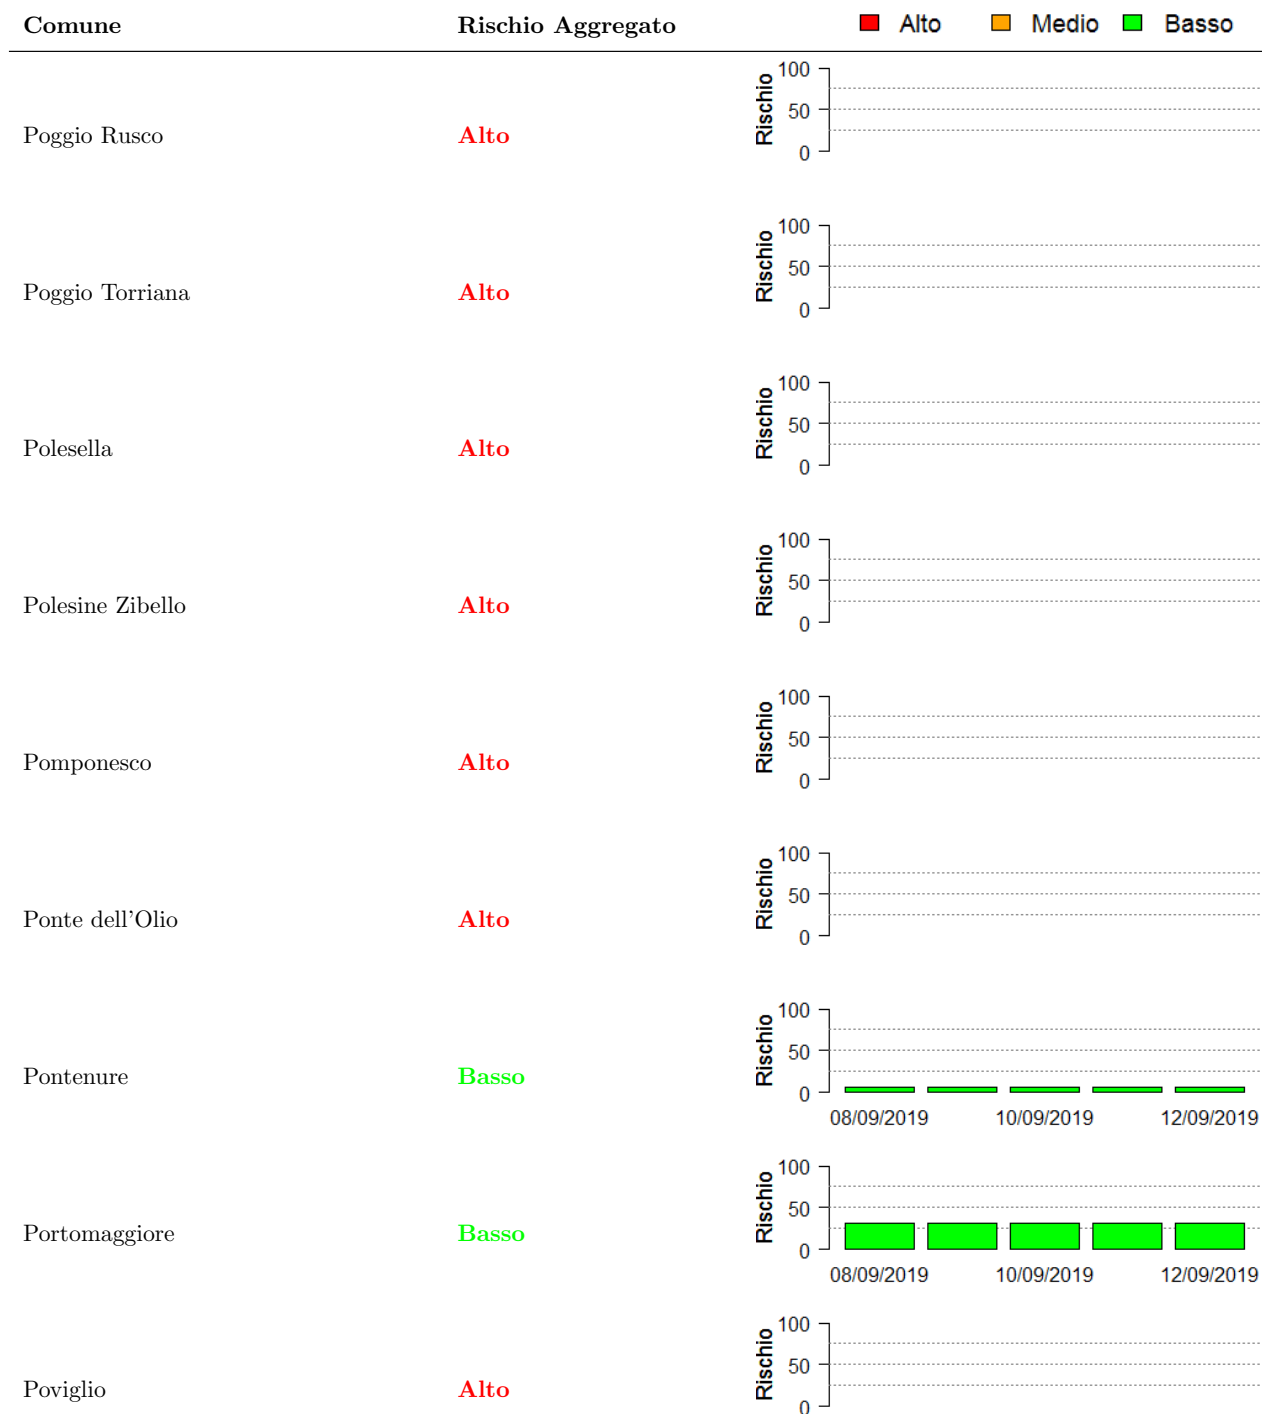 Comune Rischio Aggregato Alto Medio Basso
100
50
0
Rischio
Poggio Rusco Alto
100
50
0
Rischio
Poggio Torriana Alto
100
50
0
Rischio
Polesella Alto
100
50
0
Rischio
Polesine Zibello Alto
100
50
0
Rischio
Pomponesco Alto
100
50
0
Rischio
Ponte dell'Olio Alto
100
50
0
Rischio
Pontenure Basso
08/09/2019 10/09/2019 12/09/2019
100
50
0
Rischio
Portomaggiore Basso
08/09/2019 10/09/2019 12/09/2019
100
50
0
Rischio
Poviglio Alto